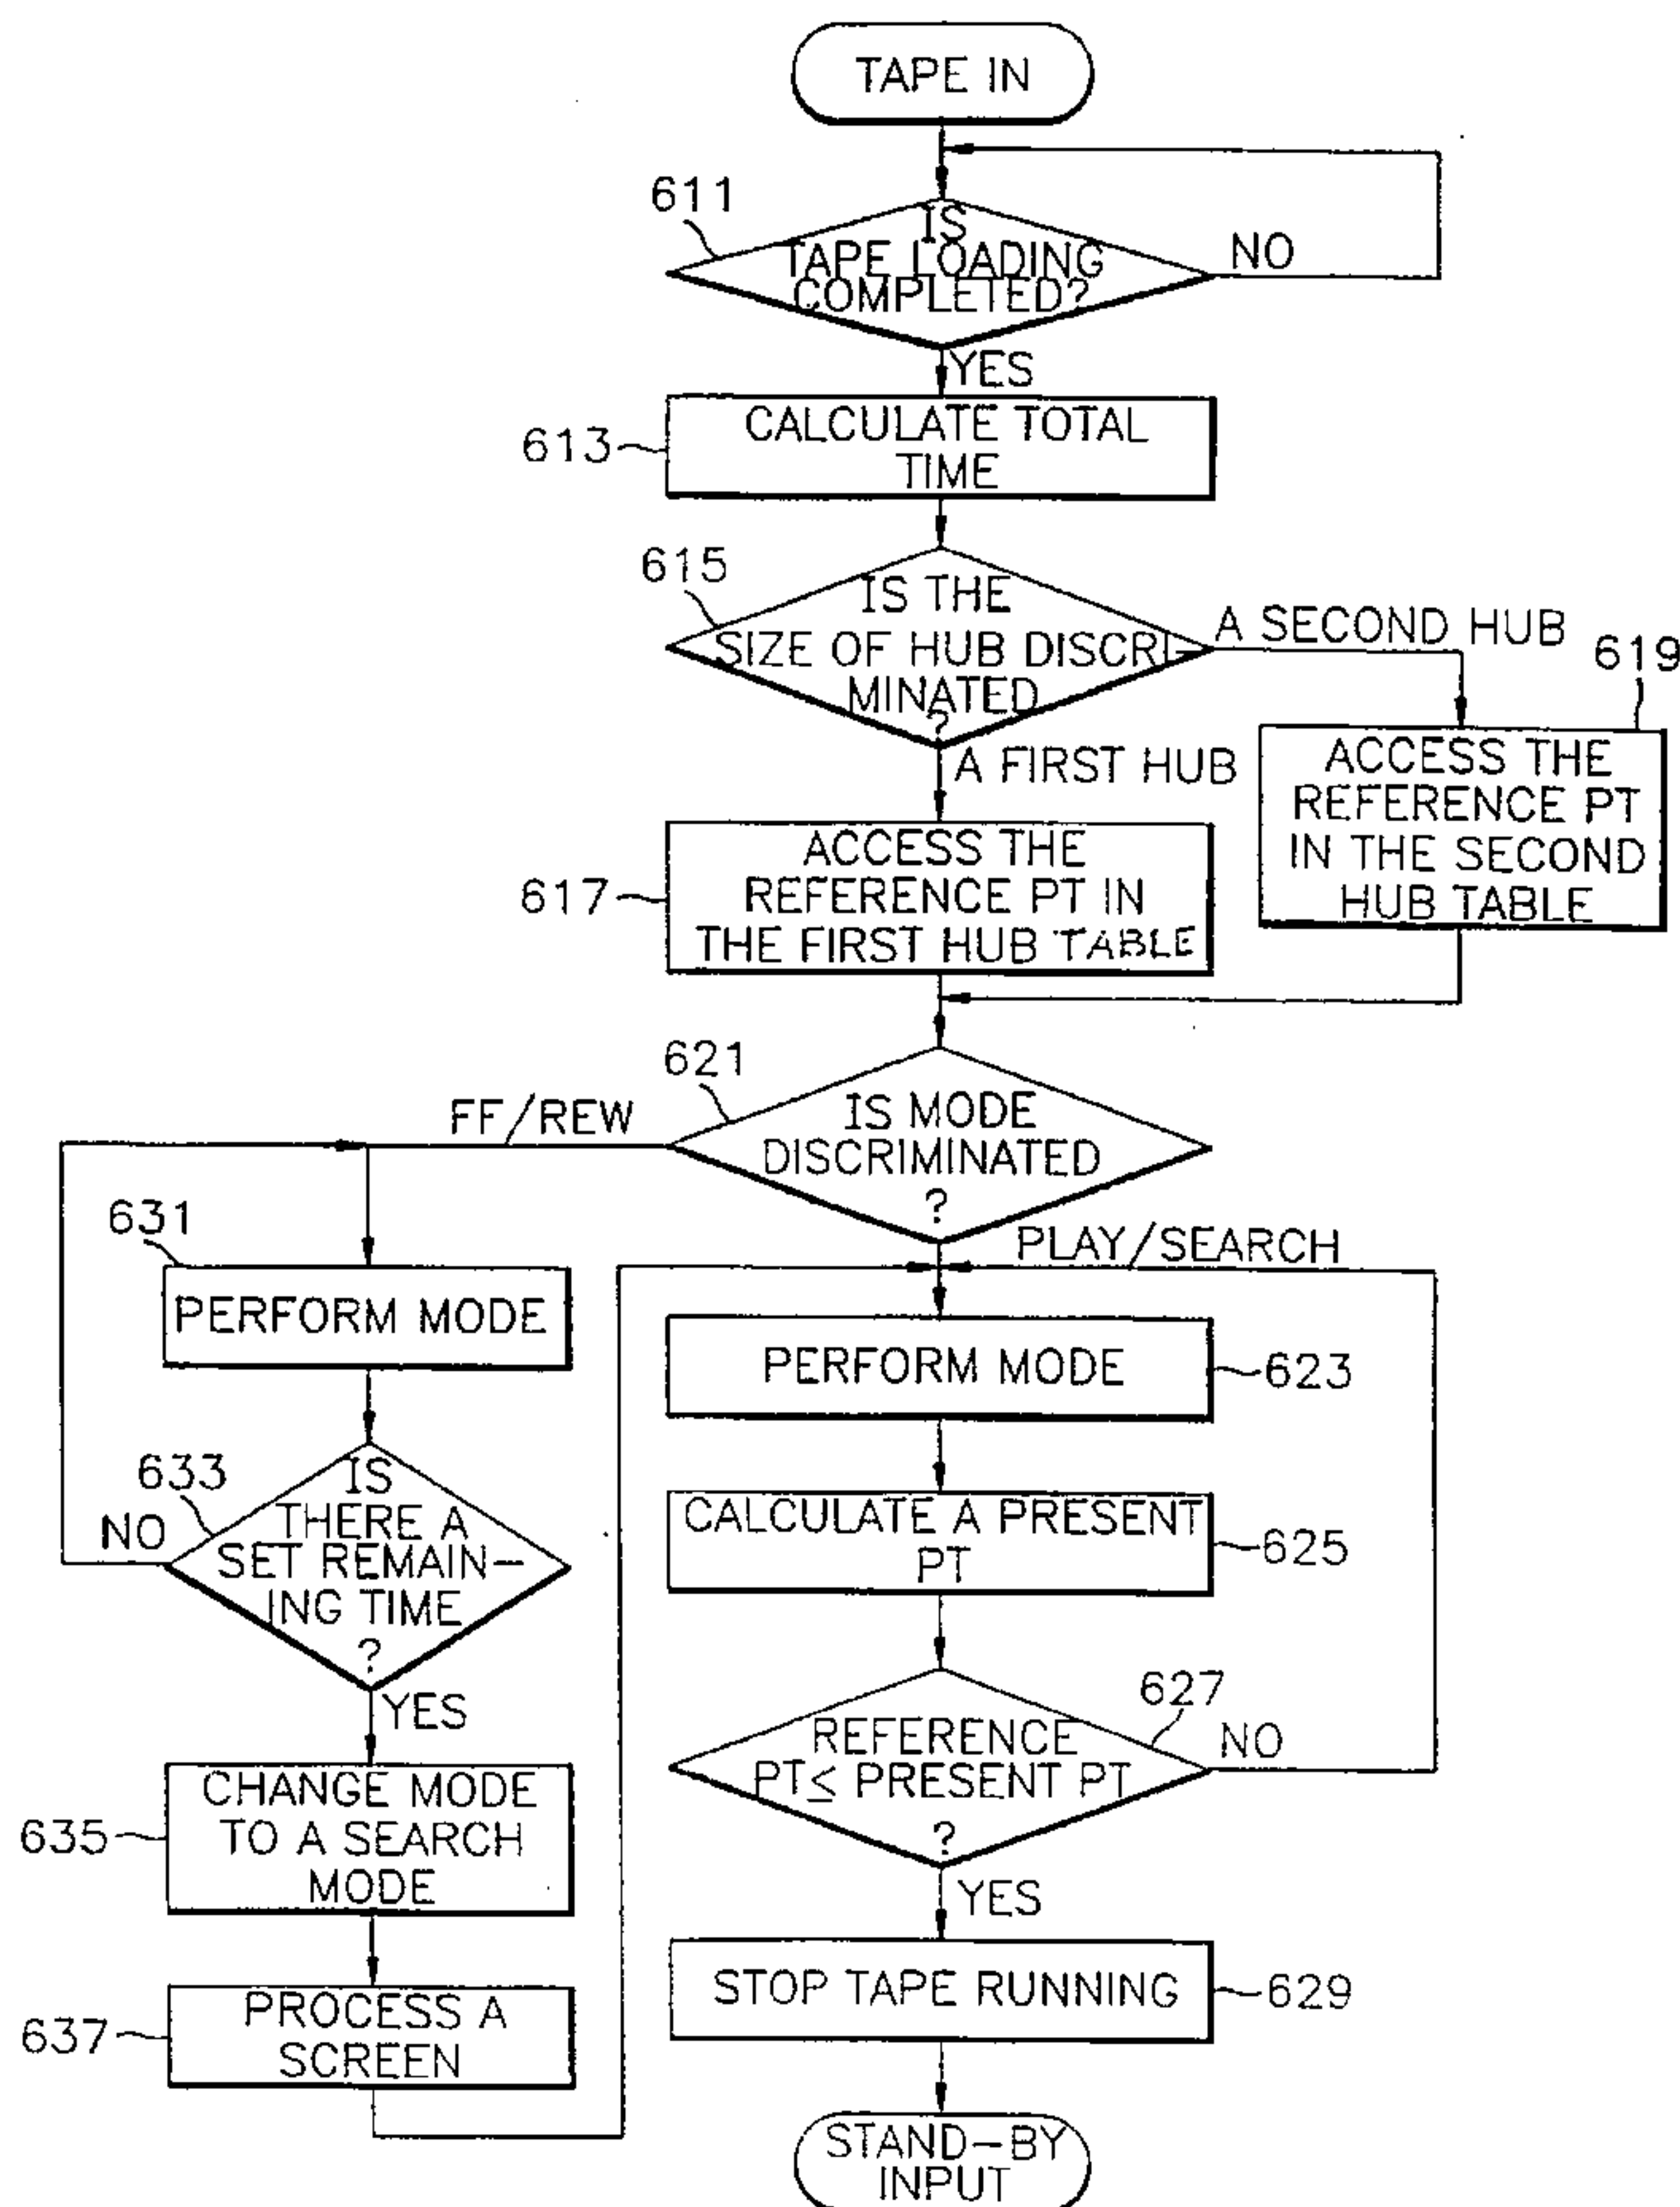 TAPE IN
611
IS
TAPE LOADING
COMPLETED?
NO
YES
613
CALCULATE TOTAL
TIME
615
IS THE
SIZE OF HUB DISCRI-
MINATED
?
A SECOND HUB
619
A FIRST HUB
ACCESS THE
REFERENCE PT
IN THE SECOND
HUB TABLE
617
ACCESS THE
REFERENCE PT IN
THE FIRST HUB TABLE
621
FF/REW
IS MODE
DISCRIMINATED
?
PLAY/SEARCH
631
PERFORM MODE
PERFORM MODE
623
633
IS
THERE A
SET REMAIN-
ING TIME
?
NO
YES
CALCULATE A PRESENT
PT
625
627
REFERENCE
PT≤ PRESENT PT
?
NO
YES
635
CHANGE MODE
TO A SEARCH
MODE
637
PROCESS A
SCREEN
STOP TAPE RUNNING
629
STAND-BY
INPUT